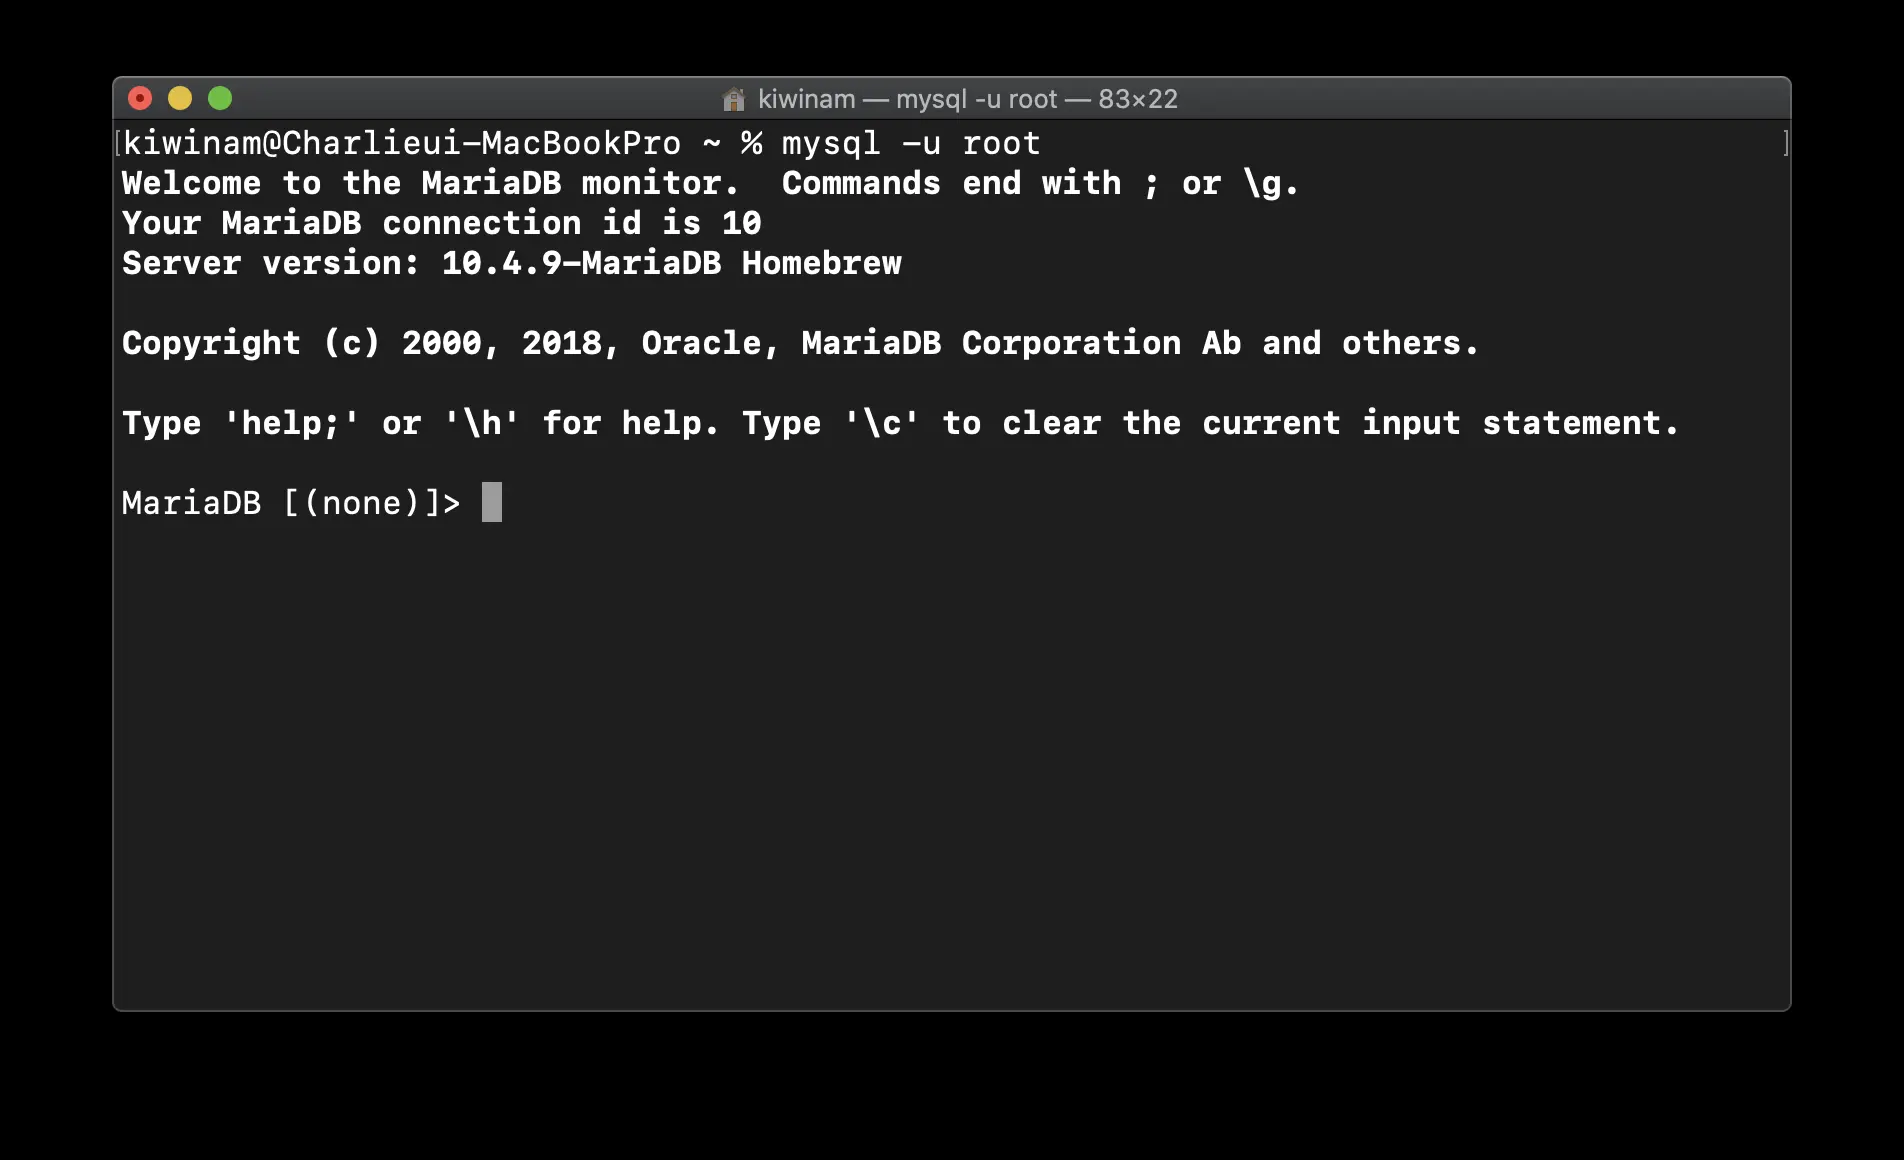 kiwinam — mysql -u root — 83×22
[kiwinam@Charlieui-MacBookPro ~ % mysql -u root ]
Welcome to the MariaDB monitor.  Commands end with ; or \g.
Your MariaDB connection id is 10
Server version: 10.4.9-MariaDB Homebrew
Copyright (c) 2000, 2018, Oracle, MariaDB Corporation Ab and others.
Type 'help;' or '\h' for help. Type '\c' to clear the current input statement.
MariaDB [(none)]>